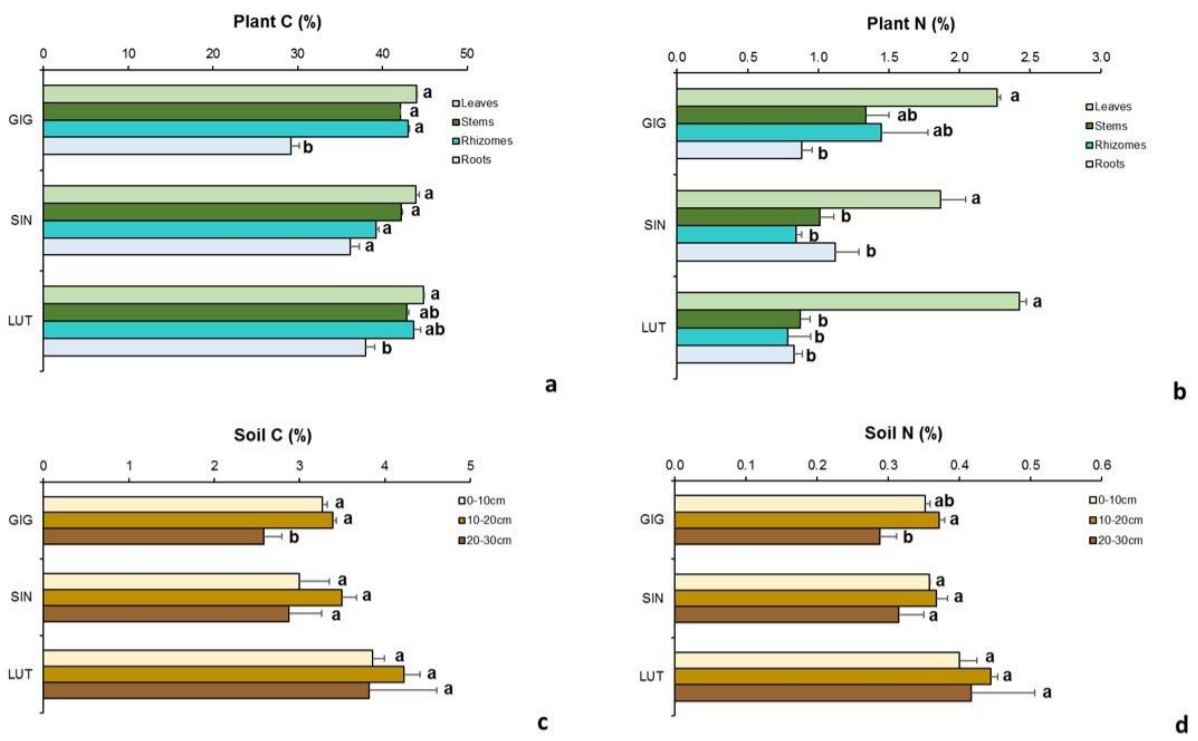 Plant C (%)
0 10 20 30 40 50
GIG
a
a
a
b
SIN
a
a
a
a
LUT
a
ab
ab
b
Leaves
Stems
Rhizomes
Roots
a
Plant N (%)
0.0 0.5 1.0 1.5 2.0 2.5 3.0
GIG
a
ab
ab
b
SIN
a
b
b
b
LUT
a
b
b
b
Leaves
Stems
Rhizomes
Roots
b
Soil C (%)
0 1 2 3 4 5
GIG
a
a
b
SIN
a
a
a
LUT
a
a
a
0-10cm
10-20cm
20-30cm
c
Soil N (%)
0.0 0.1 0.2 0.3 0.4 0.5 0.6
GIG
ab
a
b
SIN
a
a
a
LUT
a
a
a
0-10cm
10-20cm
20-30cm
d